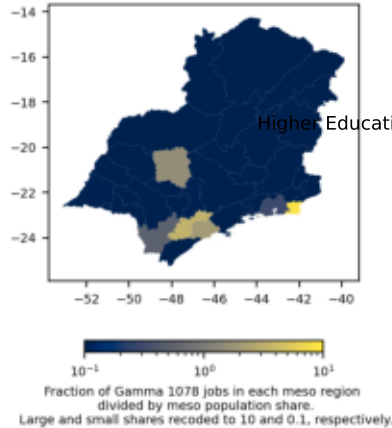 −14
−16
−18
Higher Educati
−20
−22
−24
−52 −50 −48 −46 −44 −42 −40
10⁻¹ 10⁰ 10¹
Fraction of Gamma 1078 jobs in each meso region
divided by meso population share.
Large and small shares recoded to 10 and 0.1, respectively,